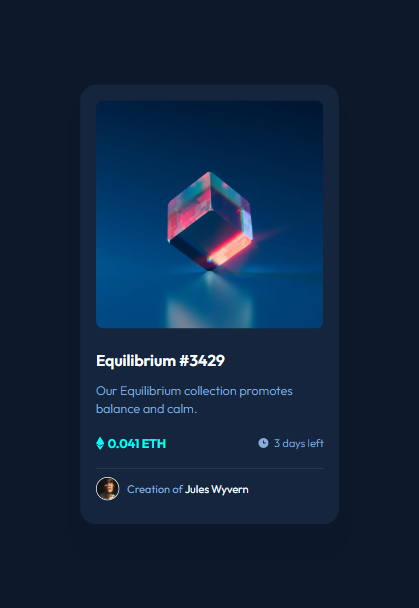 Equilibrium #3429
Our Equilibrium collection promotes
balance and calm.
0.041 ETH
3 days left
Creation of Jules Wyvern